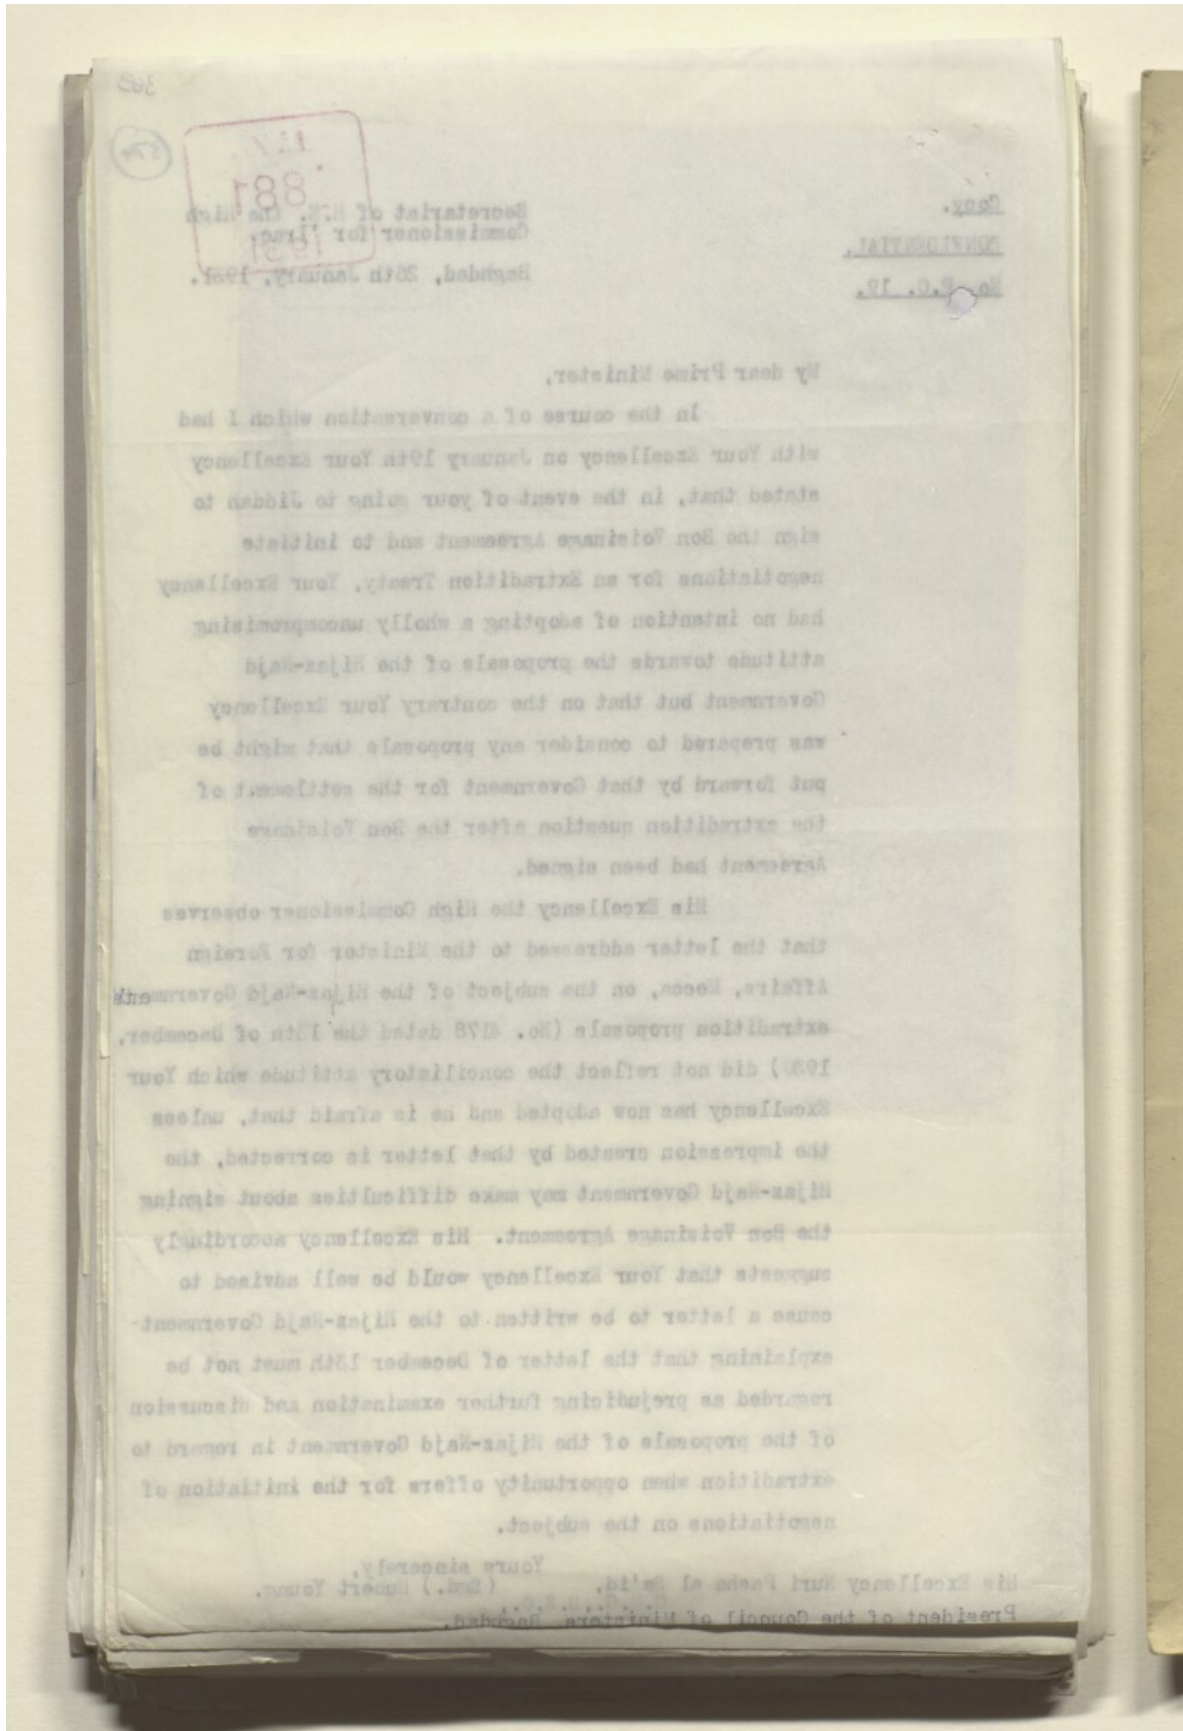 Copy.
CONFIDENTIAL.
No. P.O. 19.
881
1931
Secretariat of H.E. the High
Commissioner for 'Iraq.
Baghdad, 26th January, 1931.
My dear Prime Minister,
In the course of a conversation which I had
with Your Excellency on January 19th Your Excellency
stated that, in the event of your going to Jiddah to
sign the Bon Voisinage Agreement and to initiate
negotiations for an Extradition Treaty, Your Excellency
had no intention of adopting a wholly uncompromising
attitude towards the proposals of the Hijaz-Najd
Government but that on the contrary Your Excellency
was prepared to consider any proposals that might be
put forward by that Government for the settlement of
the extradition question after the Bon Voisinage
Agreement had been signed.
His Excellency the High Commissioner observes
that the letter addressed to the Minister for Foreign
Affairs, Mecca, on the subject of the Hijaz-Najd Governments
extradition proposals (No. 4178 dated the 13th of December,
1930) did not reflect the conciliatory attitude which Your
Excellency has now adopted and he is afraid that, unless
the impression created by that letter is corrected, the
Hijaz-Najd Government may make difficulties about signing
the Bon Voisinage Agreement. His Excellency accordingly
suggests that Your Excellency would be well advised to
cause a letter to be written to the Hijaz-Najd Government
explaining that the letter of December 13th must not be
regarded as prejudicing further examination and discussion
of the proposals of the Hijaz-Najd Government in regard to
extradition when opportunity offers for the initiation of
negotiations on the subject.
Yours sincerely,
(Sgd.) Hubert Young.
His Excellency Nuri Pasha al Sa'id,
President of the Council of Ministers, Baghdad.